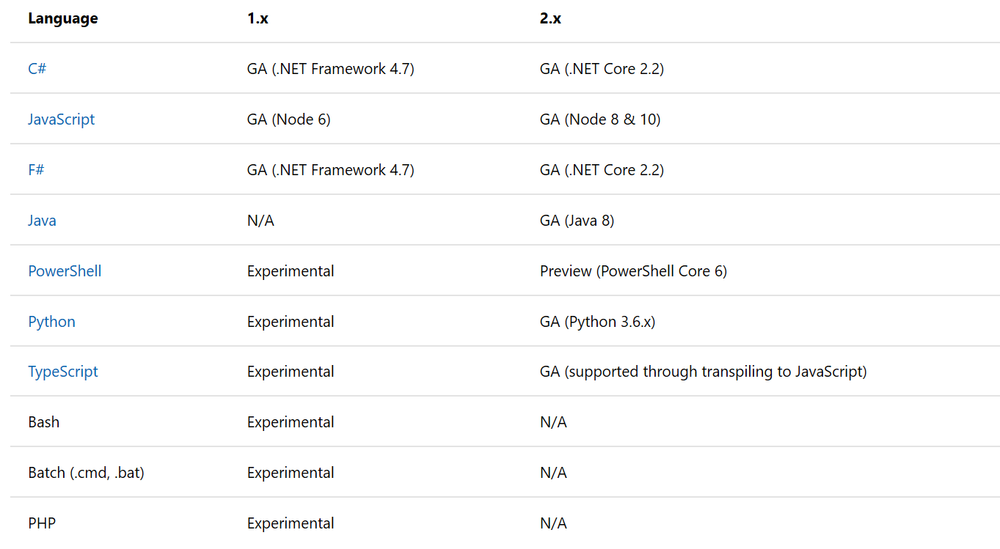 Language 1.x 2.x
C# GA (.NET Framework 4.7) GA (.NET Core 2.2)
JavaScript GA (Node 6) GA (Node 8 & 10)
F# GA (.NET Framework 4.7) GA (.NET Core 2.2)
Java N/A GA (Java 8)
PowerShell Experimental Preview (PowerShell Core 6)
Python Experimental GA (Python 3.6.x)
TypeScript Experimental GA (supported through transpiling to JavaScript)
Bash Experimental N/A
Batch (.cmd, .bat) Experimental N/A
PHP Experimental N/A